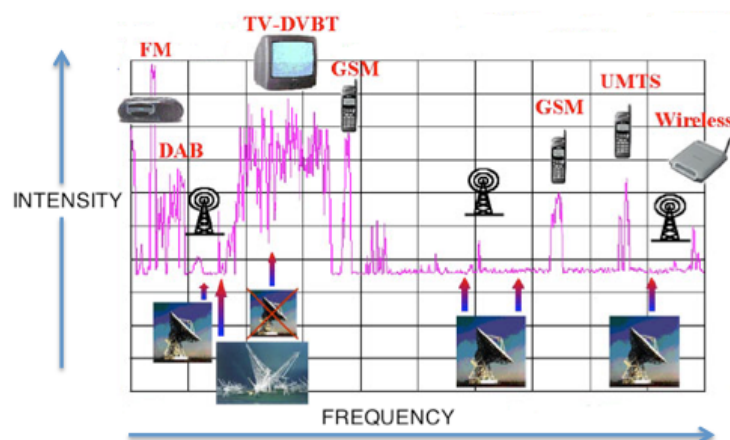 TV-DVBT
FM
GSM
UMTS
GSM
Wireless
DAB
INTENSITY
FREQUENCY